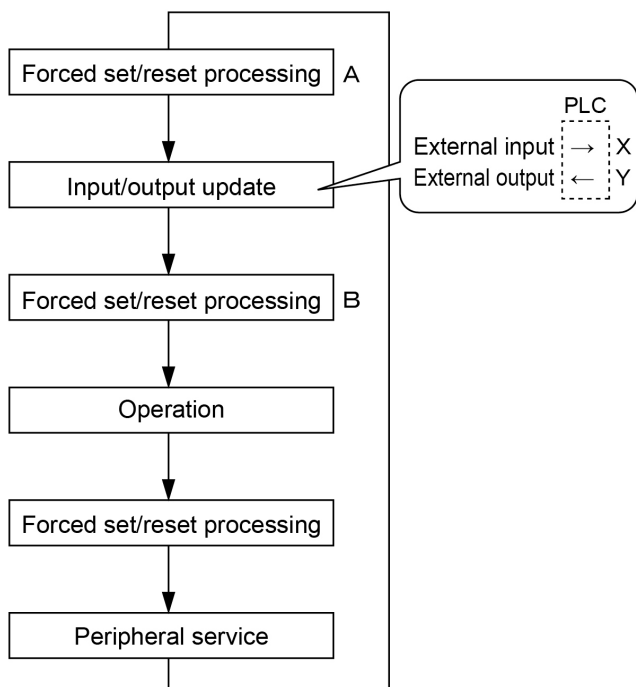 Forced set/reset processing A
PLC
External input → X
Input/output update
External output ← Y
Forced set/reset processing B
Operation
Forced set/reset processing
Peripheral service